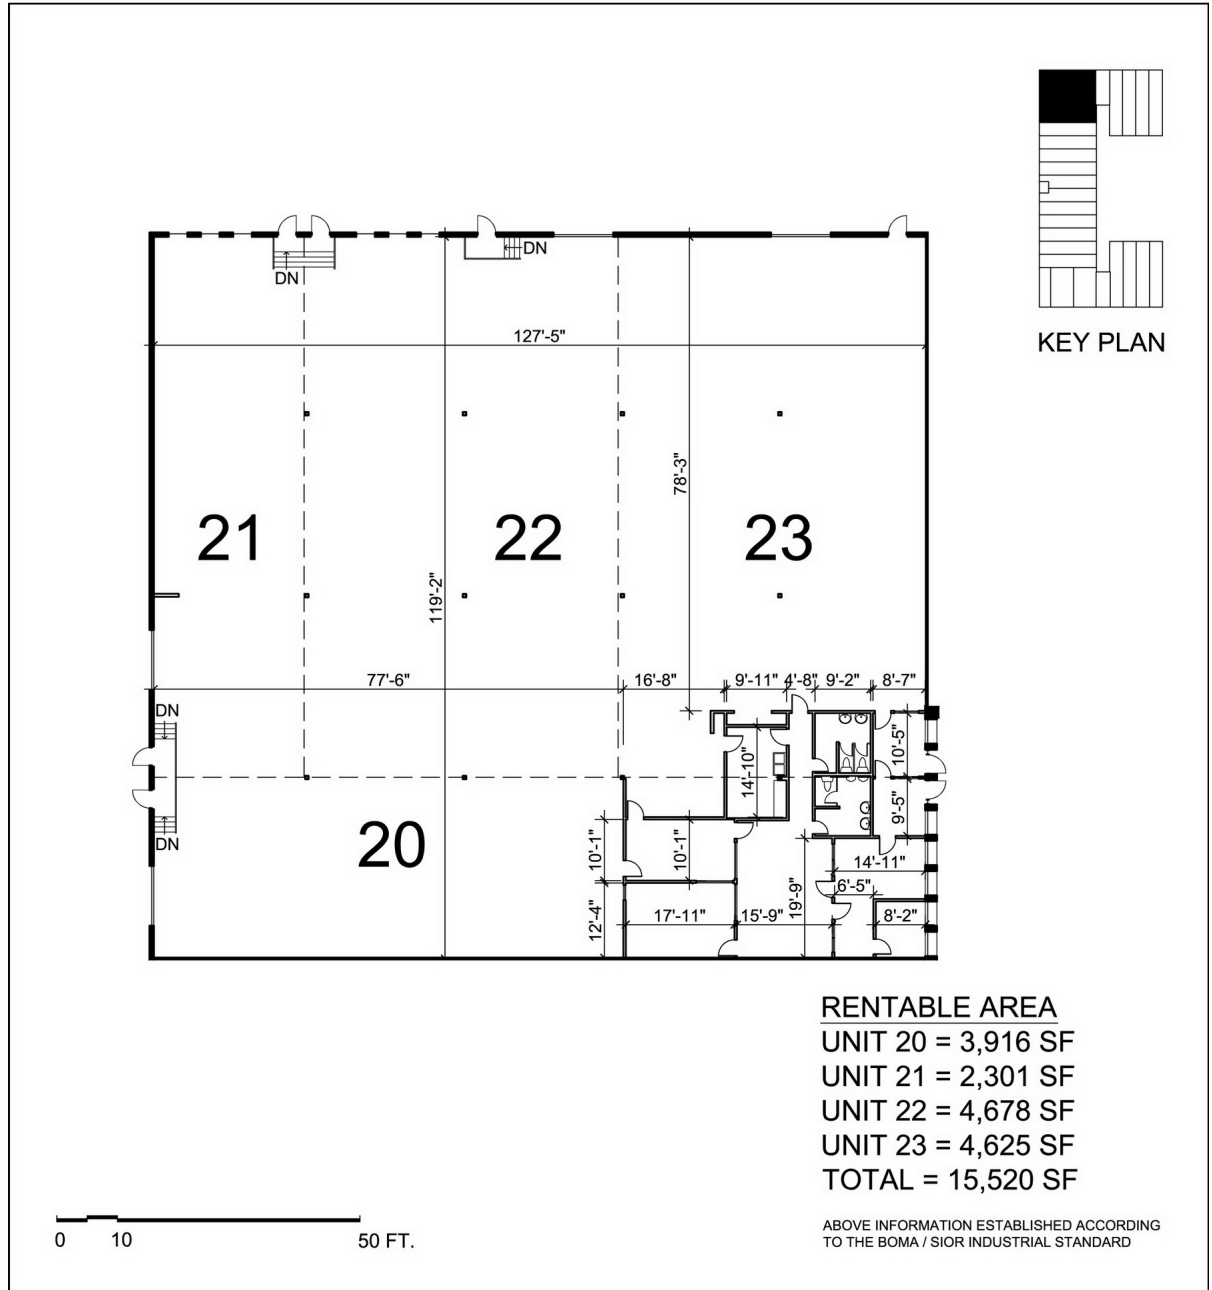 KEY PLAN
DN
DN
127'-5"
78'-3"
21
22
23
119'-2"
77'-6"
16'-8"
9'-11"
4'-8"
9'-2"
8'-7"
DN
10'-5"
14'-10"
9'-5"
20
DN
10'-1"
10'-1"
14'-11"
6'-5"
19'-9"
12'-4"
17'-11"
15'-9"
8'-2"
RENTABLE AREA
UNIT 20 = 3,916 SF
UNIT 21 = 2,301 SF
UNIT 22 = 4,678 SF
UNIT 23 = 4,625 SF
TOTAL = 15,520 SF
ABOVE INFORMATION ESTABLISHED ACCORDING
TO THE BOMA / SIOR INDUSTRIAL STANDARD
0 10 50 FT.